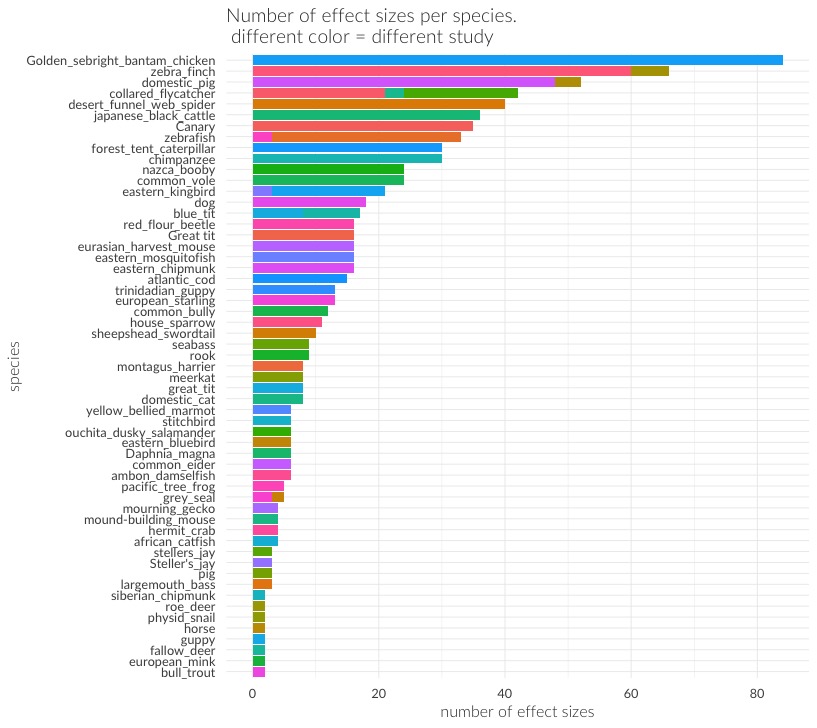 Number of effect sizes per species.
different color = different study
Golden_sebright_bantam_chicken
zebra_finch
domestic_pig
collared_flycatcher
desert_funnel_web_spider
japanese_black_cattle
Canary
zebrafish
forest_tent_caterpillar
chimpanzee
nazca_booby
common_vole
eastern_kingbird
dog
blue_tit
red_flour_beetle
Great tit
eurasian_harvest_mouse
eastern_mosquitofish
eastern_chipmunk
atlantic_cod
trinidadian_guppy
european_starling
common_bully
house_sparrow
sheepshead_swordtail
seabass
rook
montagus_harrier
meerkat
great_tit
domestic_cat
yellow_bellied_marmot
stitchbird
ouchita_dusky_salamander
eastern_bluebird
Daphnia_magna
common_eider
ambon_damselfish
pacific_tree_frog
grey_seal
mourning_gecko
mound-building_mouse
hermit_crab
african_catfish
stellers_jay
Steller's_jay
pig
largemouth_bass
siberian_chipmunk
roe_deer
physid_snail
horse
guppy
fallow_deer
european_mink
bull_trout
species
0 20 40 60 80
number of effect sizes